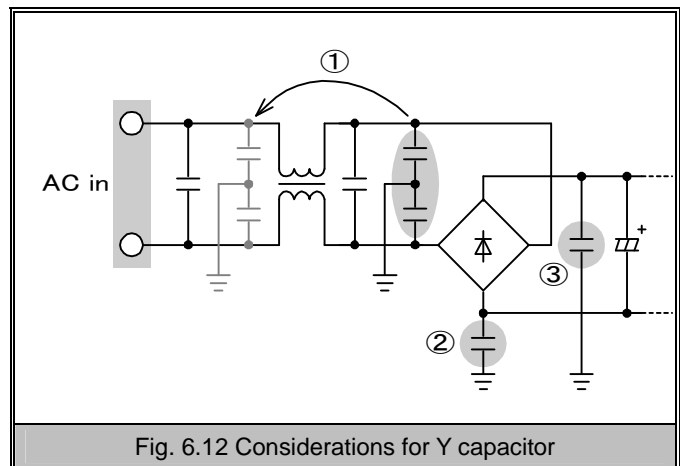 ①
AC in
+
③
②
Fig. 6.12 Considerations for Y capacitor